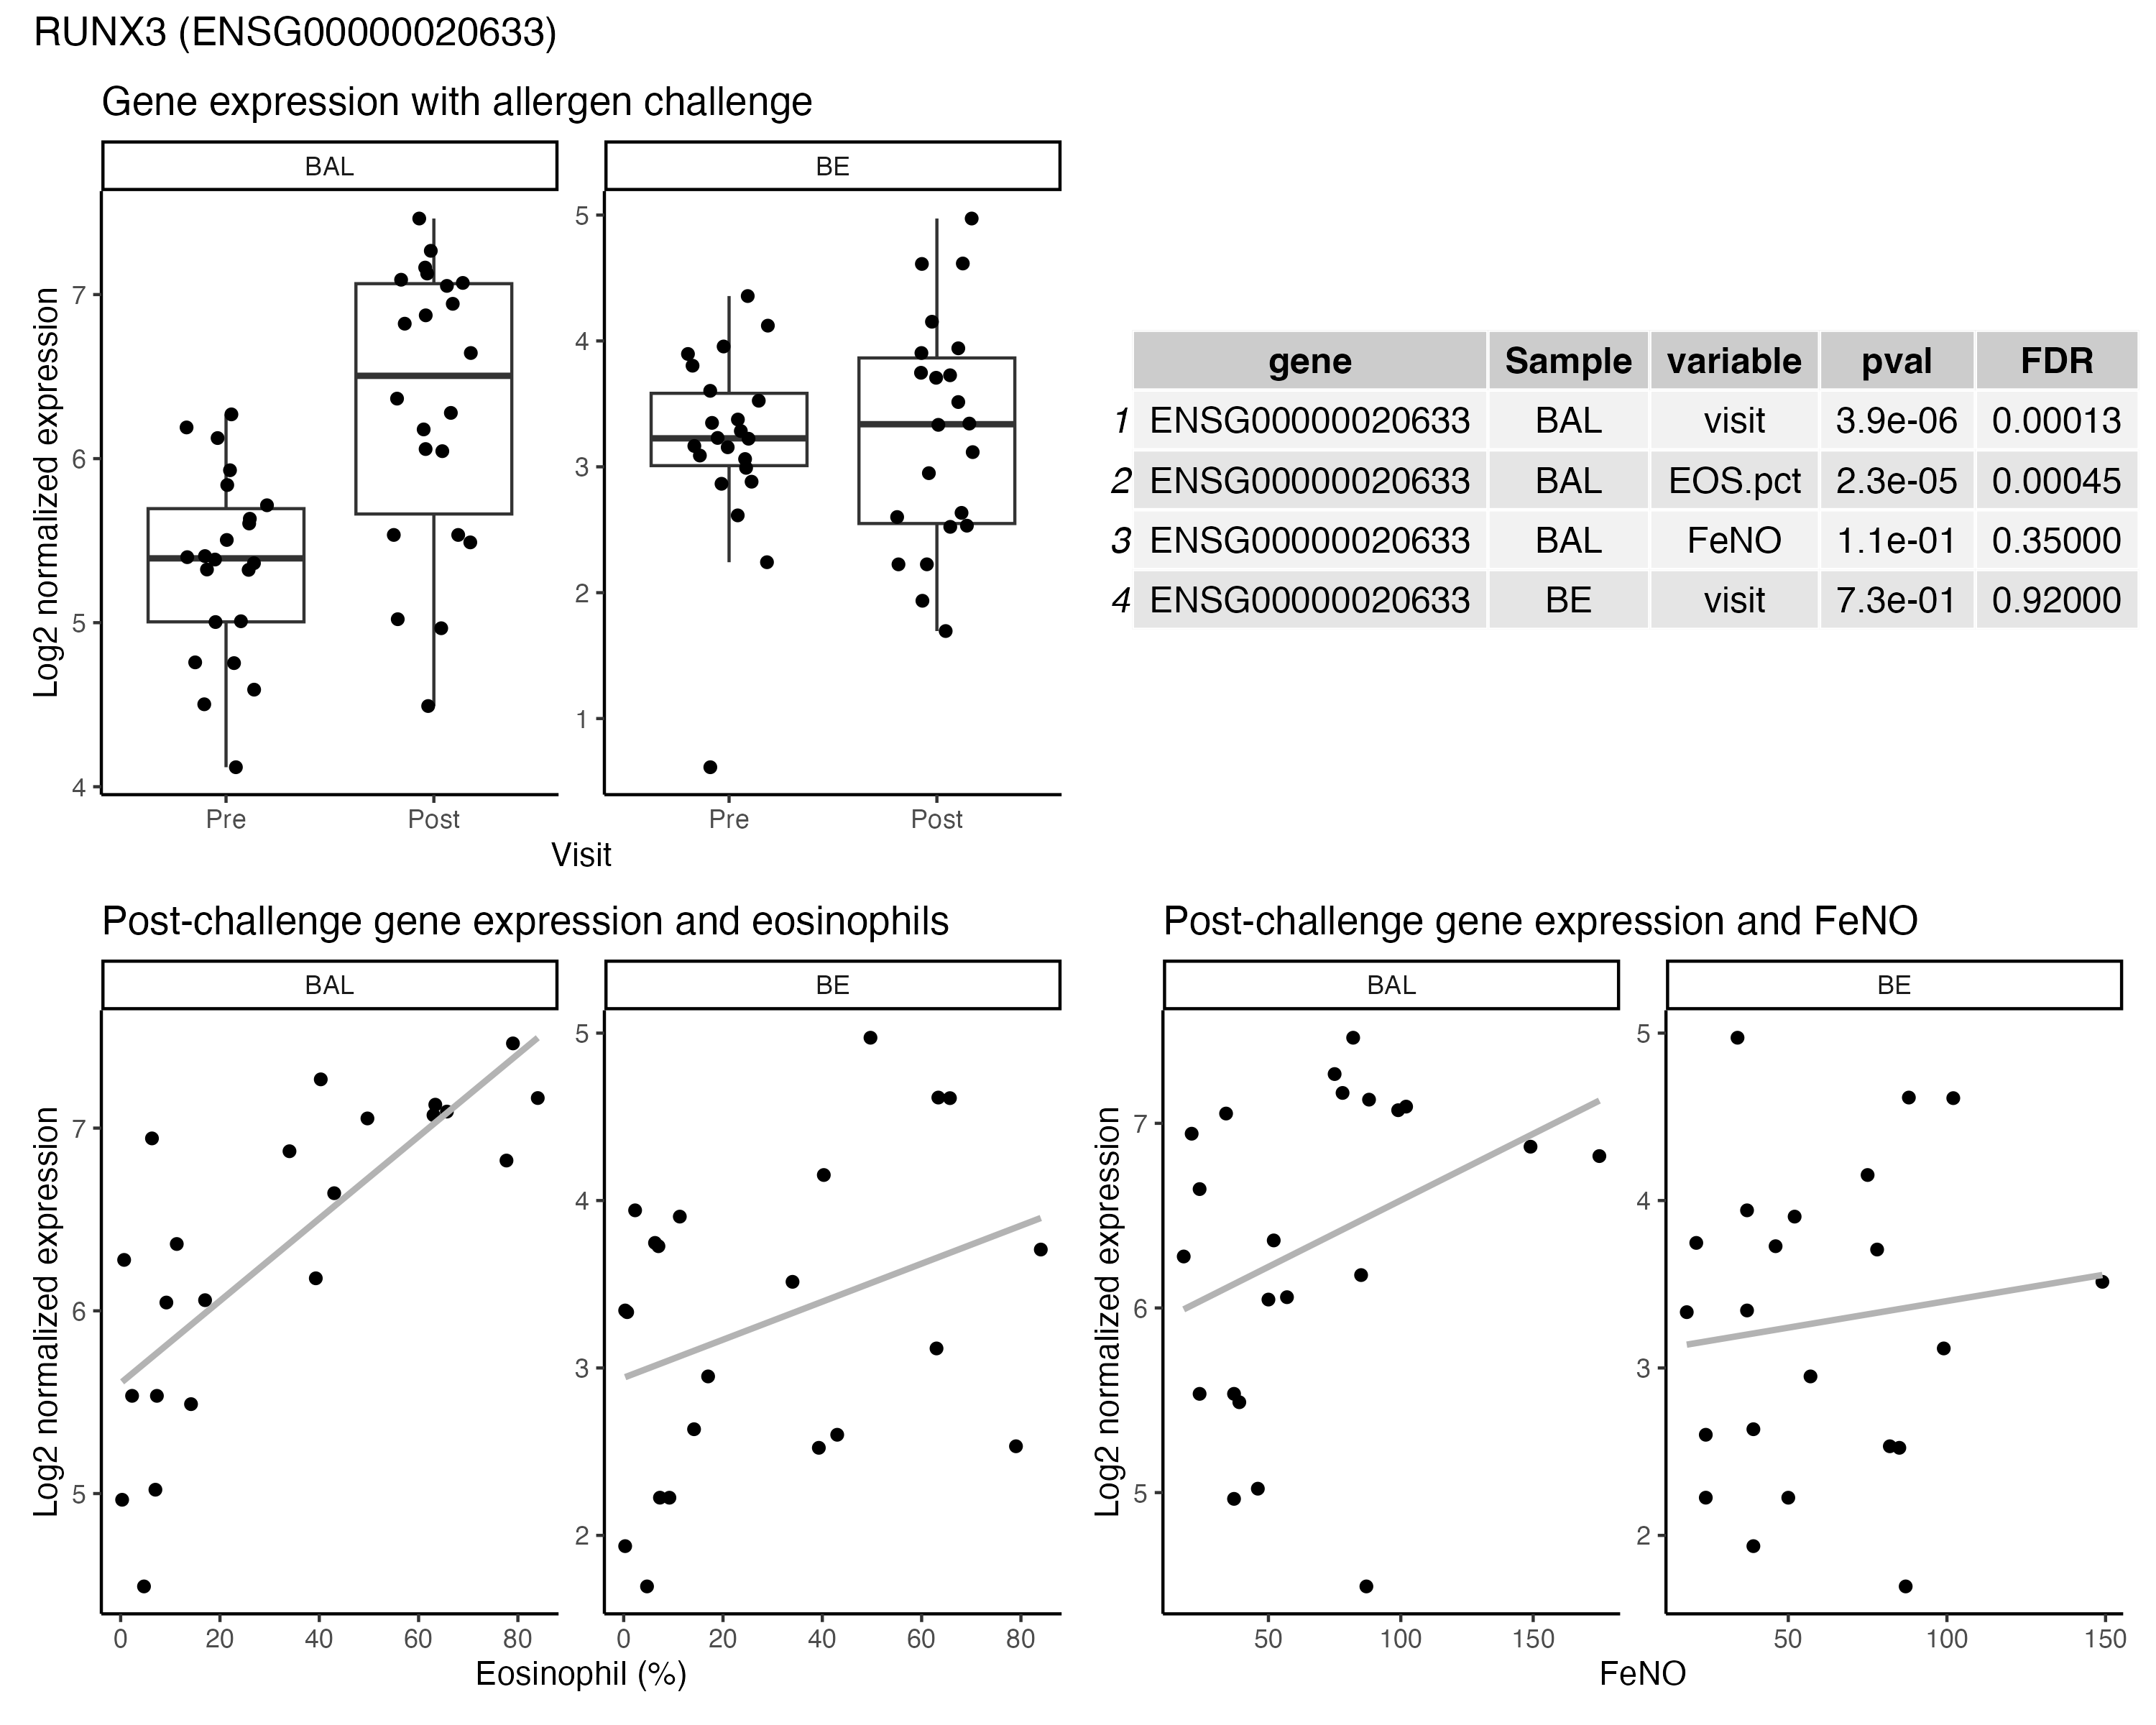 RUNX3 (ENSG00000020633)
Gene expression with allergen challenge
BAL
BE
Log2 normalized expression
7
6
5
4
5
4
3
2
1
Pre
Post
Pre
Post
Visit
gene Sample variable pval FDR
1 ENSG00000020633 BAL visit 3.9e-06 0.00013
2 ENSG00000020633 BAL EOS.pct 2.3e-05 0.00045
3 ENSG00000020633 BAL FeNO 1.1e-01 0.35000
4 ENSG00000020633 BE visit 7.3e-01 0.92000
Post-challenge gene expression and eosinophils
BAL
BE
Log2 normalized expression
7
6
5
5
4
3
2
0 20 40 60 80
0 20 40 60 80
Eosinophil (%)
Post-challenge gene expression and FeNO
BAL
BE
Log2 normalized expression
7
6
5
5
4
3
2
50 100 150
50 100 150
FeNO